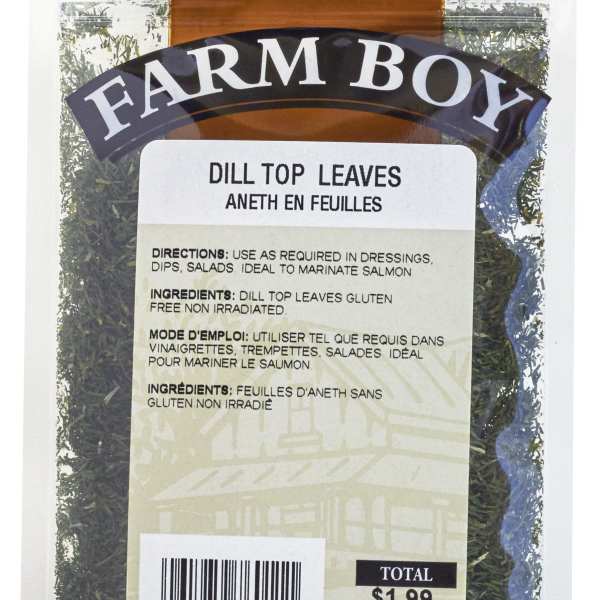 FARM BOY
DILL TOP LEAVES
ANETH EN FEUILLES
DIRECTIONS: USE AS REQUIRED IN DRESSINGS,
DIPS, SALADS. IDEAL TO MARINATE SALMON
INGREDIENTS: DILL TOP LEAVES GLUTEN
FREE NON IRRADIATED
MODE D'EMPLOI: UTILISER TEL QUE REQUIS DANS
VINAIGRETTES, TREMPETTES, SALADES. IDÉAL
POUR MARINER LE SAUMON
INGRÉDIENTS: FEUILLES D'ANETH SANS
GLUTEN NON IRRADIÉ
TOTAL
$1.99